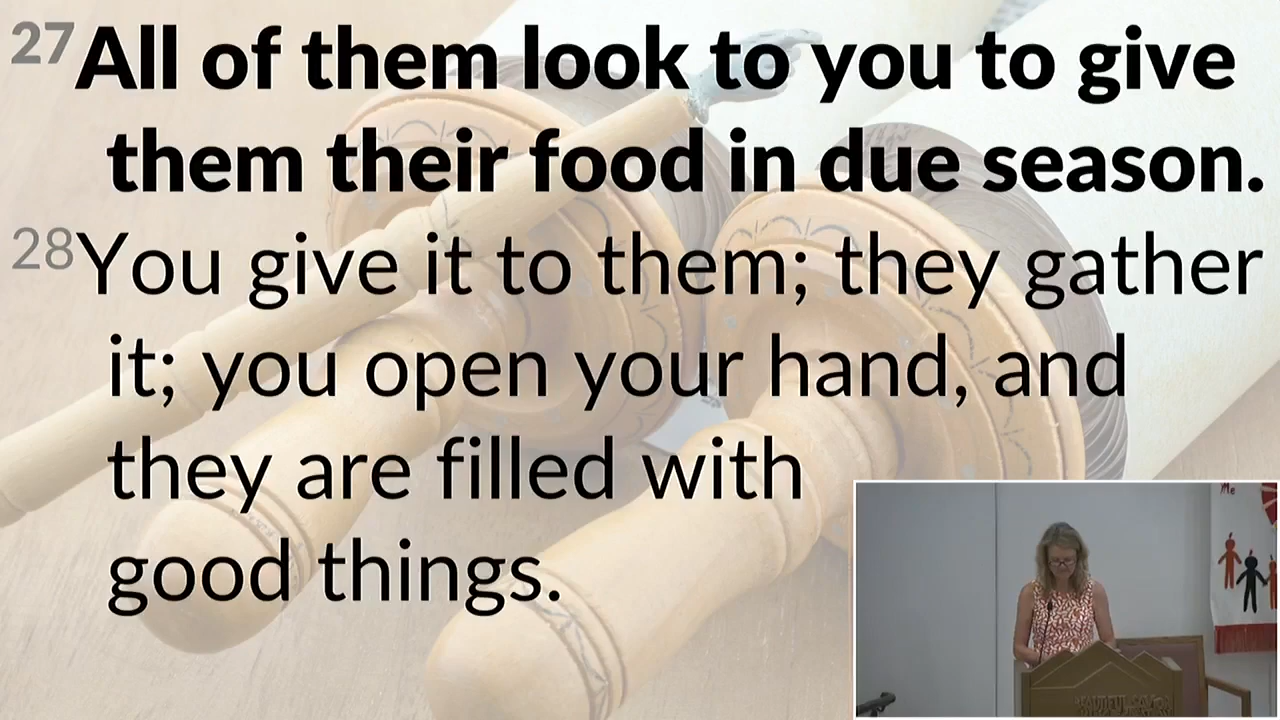 27All of them look to you to give
them their food in due season.
28You give it to them; they gather
it; you open your hand, and
they are filled with
good things.
Me